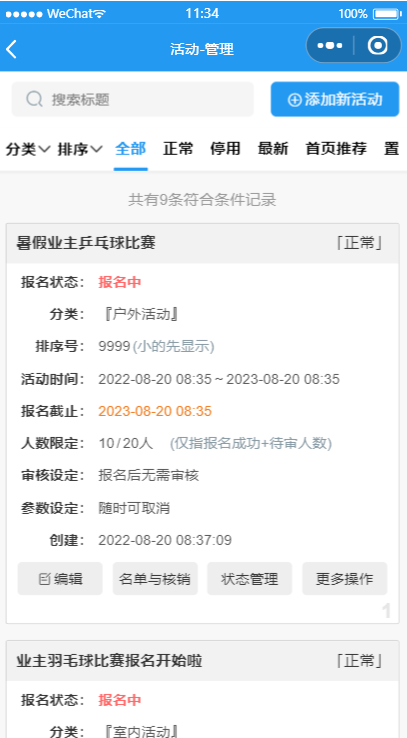 WeChat 11:34 100%
活动-管理
搜索标题 添加新活动
分类 排序 全部 正常 停用 最新 首页推荐 置
共有9条符合条件记录
暑假业主乒乓球比赛 「正常」
报名状态： 报名中
分类： 『户外活动』
排序号： 9999 (小的先显示)
活动时间： 2022-08-20 08:35 ~ 2023-08-20 08:35
报名截止： 2023-08-20 08:35
人数限定： 10 / 20人 (仅指报名成功+待审人数)
审核设定： 报名后无需审核
参数设定： 随时可取消
创建： 2022-08-20 08:37:09
编辑 名单与核销 状态管理 更多操作
1
业主羽毛球比赛报名开始啦 「正常」
报名状态： 报名中
分类： 『室内活动』